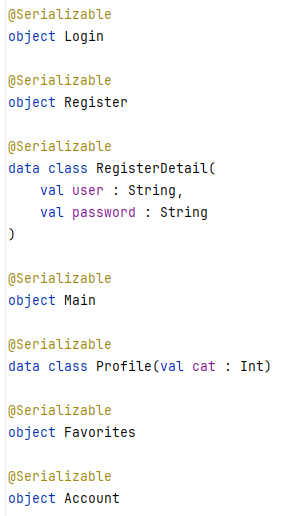 @Serializable
object Login
@Serializable
object Register
@Serializable
data class RegisterDetail(
    val user : String,
    val password : String
)
@Serializable
object Main
@Serializable
data class Profile(val cat : Int)
@Serializable
object Favorites
@Serializable
object Account